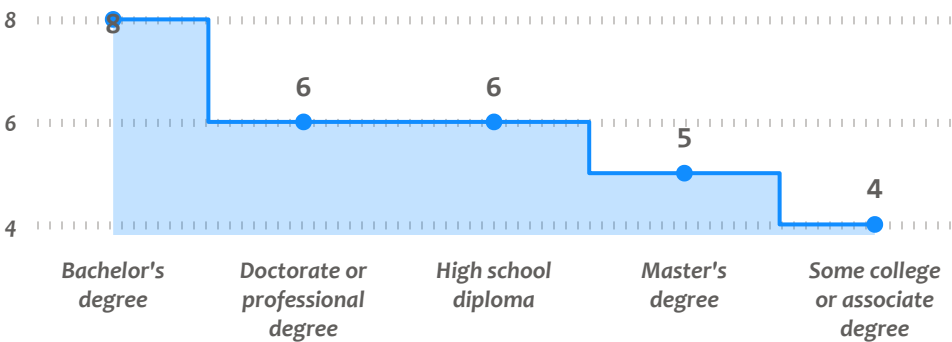 8
8
6
6
6
5
4
4
Bachelor's
degree
Doctorate or
professional
degree
High school
diploma
Master's
degree
Some college
or associate
degree